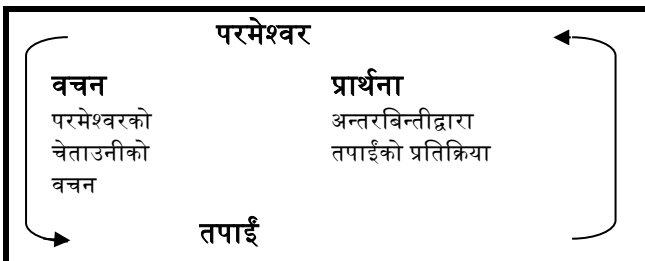 परमेश्वर
वचन
परमेश्वरको
चेताउनीको
वचन
प्रार्थना
अन्तरबिन्तीद्वारा
तपाईंको प्रतिक्रिया
तपाईं